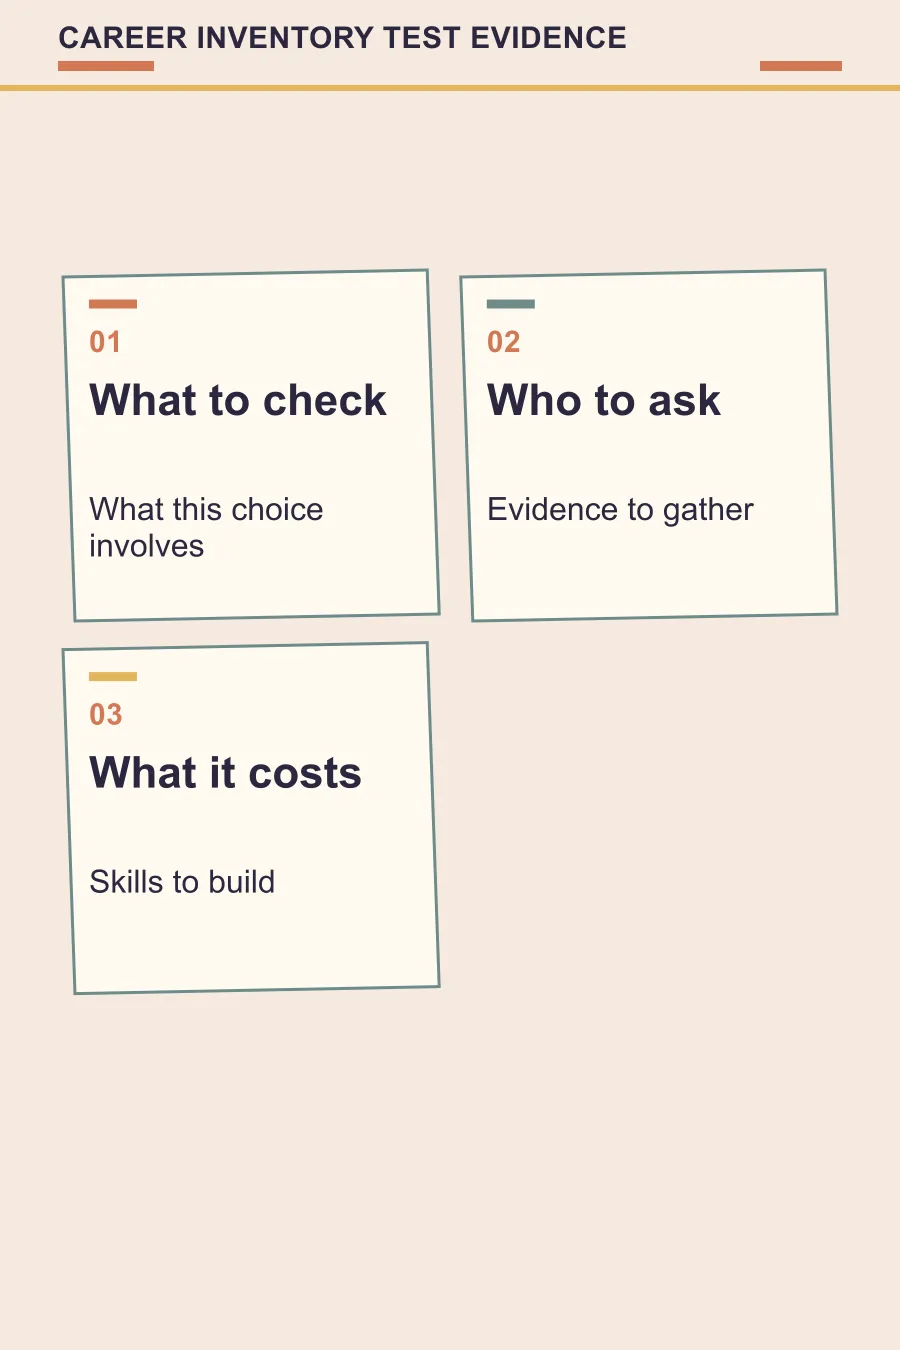 CAREER INVENTORY TEST EVIDENCE
01
What to check
What this choice
involves
02
Who to ask
Evidence to gather
03
What it costs
Skills to build